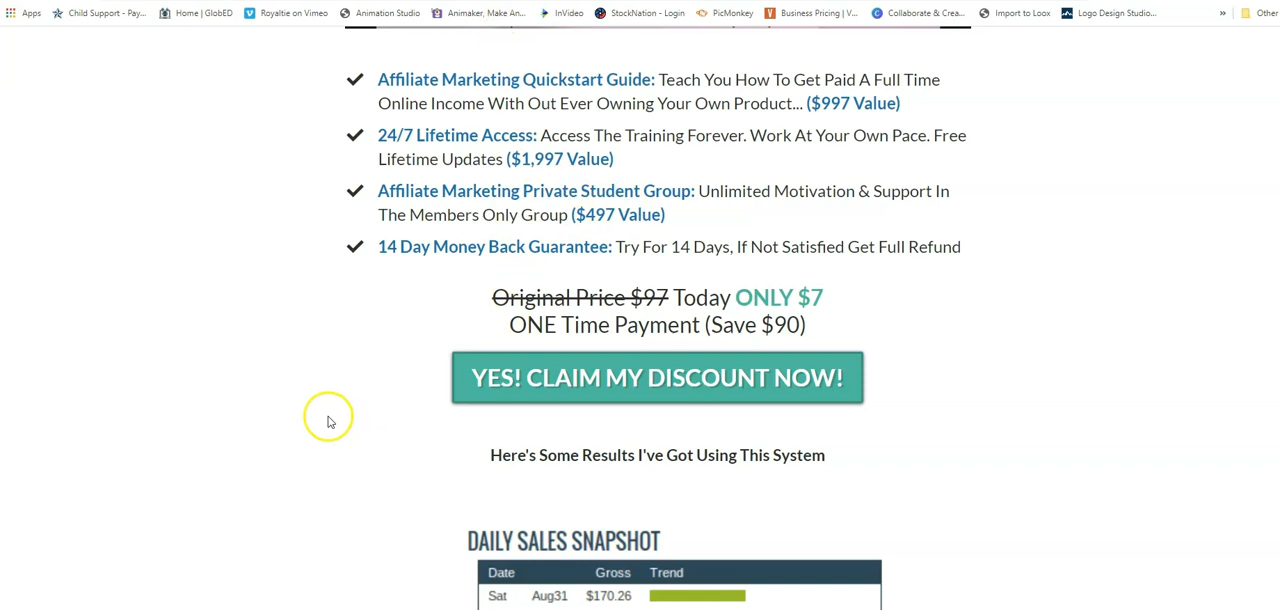 Apps Child Support - Pay... Home | GlobED Royaltie on Vimeo Animation Studio Animaker, Make An... InVideo StockNation - Login PicMonkey Business Pricing | V... Collaborate & Crea... Import to Loox Logo Design Studio... » Other
Affiliate Marketing Quickstart Guide: Teach You How To Get Paid A Full Time
Online Income With Out Ever Owning Your Own Product... ($997 Value)
24/7 Lifetime Access: Access The Training Forever. Work At Your Own Pace. Free
Lifetime Updates ($1,997 Value)
Affiliate Marketing Private Student Group: Unlimited Motivation & Support In
The Members Only Group ($497 Value)
14 Day Money Back Guarantee: Try For 14 Days, If Not Satisfied Get Full Refund
Original Price $97 Today ONLY $7
ONE Time Payment (Save $90)
YES! CLAIM MY DISCOUNT NOW!
Here's Some Results I've Got Using This System
DAILY SALES SNAPSHOT
Date Gross Trend
Sat Aug31 $170.26